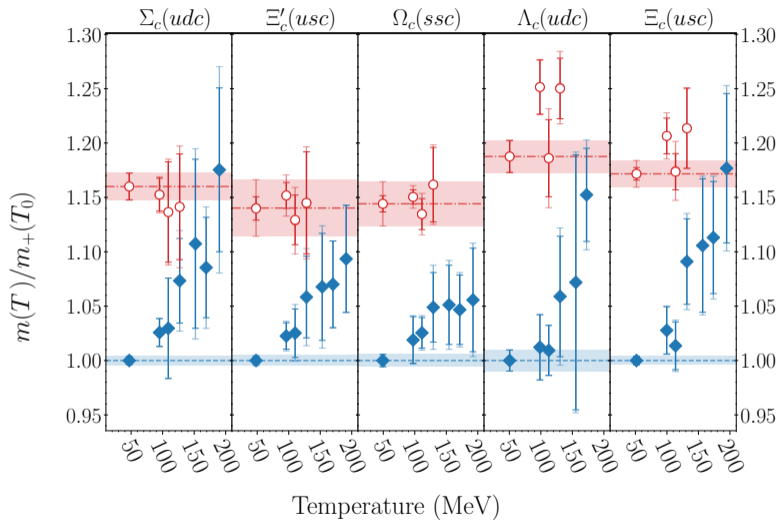 Σc(udc) Ξ′c(usc) Ωc(ssc) Λc(udc) Ξc(usc)
1.30 1.30
1.25 1.25
1.20 1.20
1.15 1.15
1.10 1.10
1.05 1.05
1.00 1.00
0.95 0.95
m(T)/m+(T0)
50 100 150 200 50 100 150 200 50 100 150 200 50 100 150 200 50 100 150 200
Temperature (MeV)